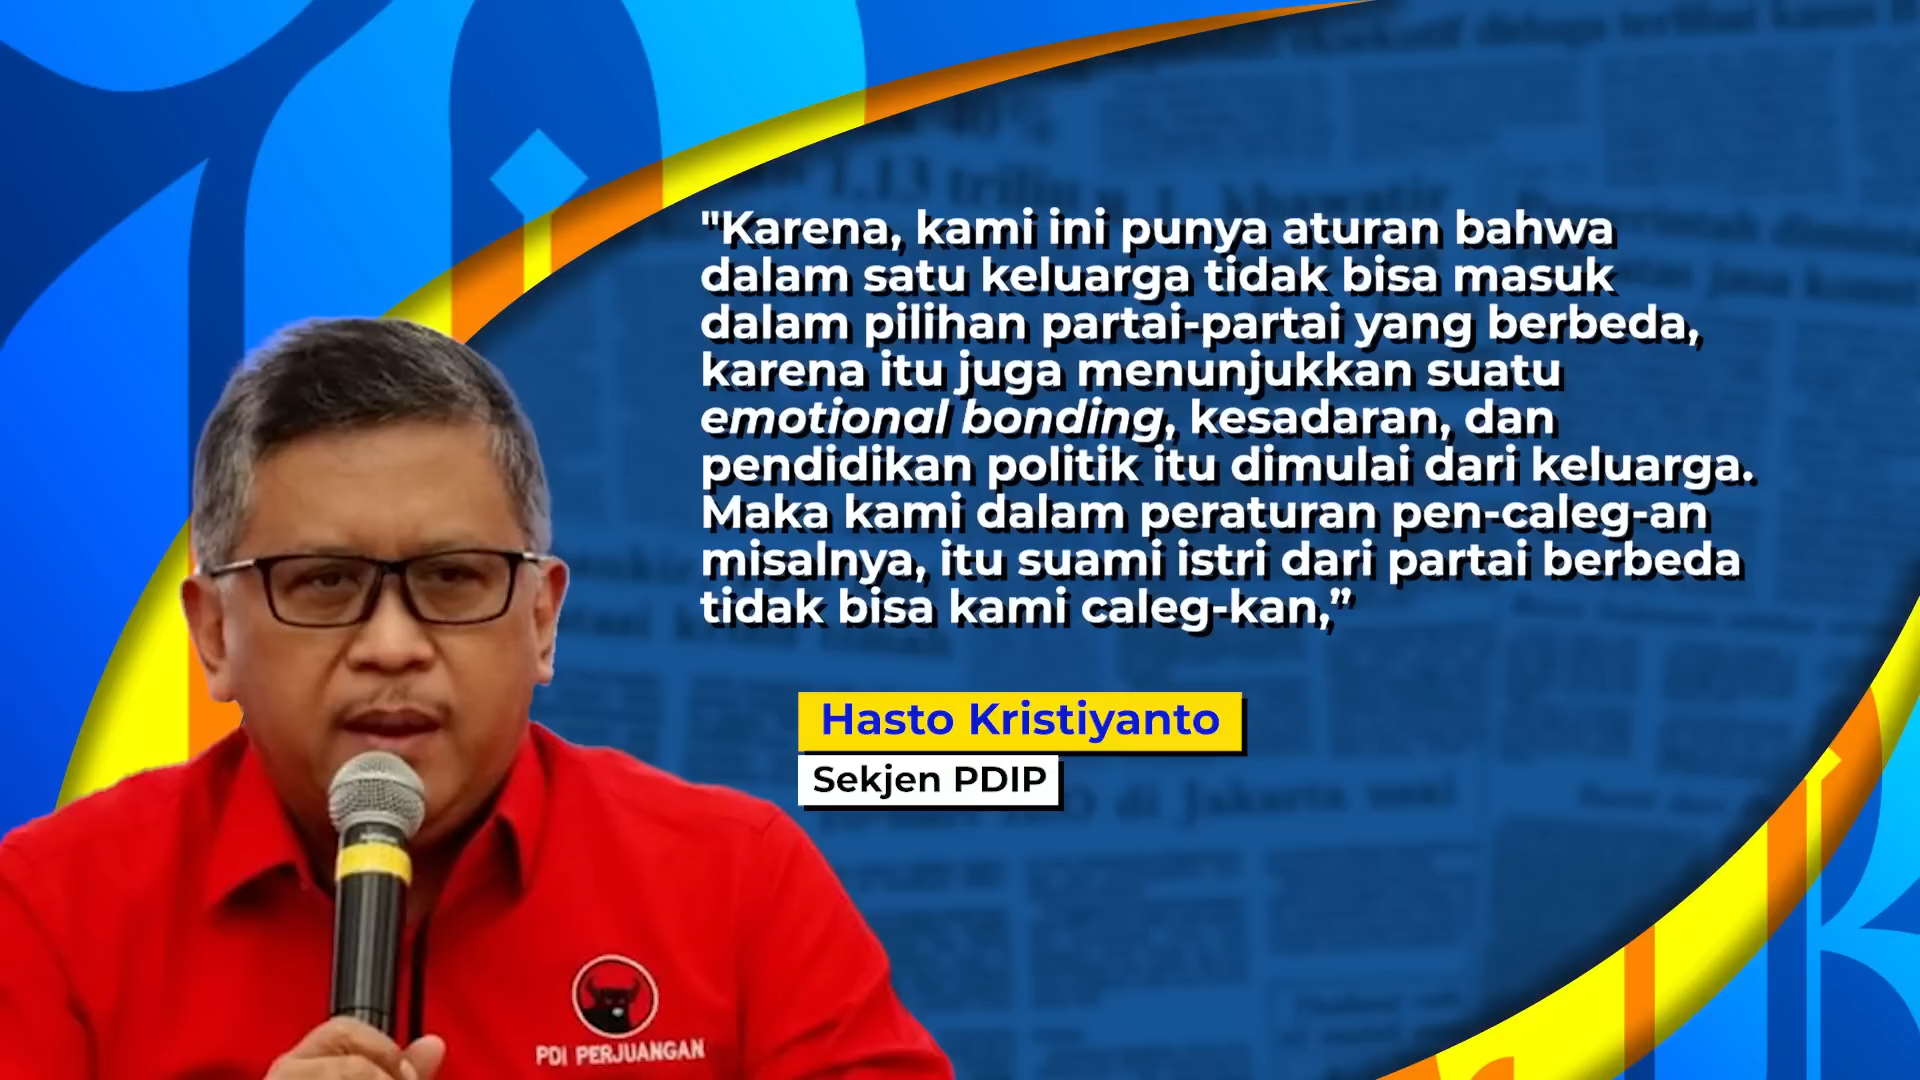 "Karena, kami ini punya aturan bahwa
dalam satu keluarga tidak bisa masuk
dalam pilihan partai-partai yang berbeda,
karena itu juga menunjukkan suatu
emotional bonding, kesadaran, dan
pendidikan politik itu dimulai dari keluarga.
Maka kami dalam peraturan pen-caleg-an
misalnya, itu suami istri dari partai berbeda
tidak bisa kami caleg-kan,”
Hasto Kristiyanto
Sekjen PDIP
PDI PERJUANGAN